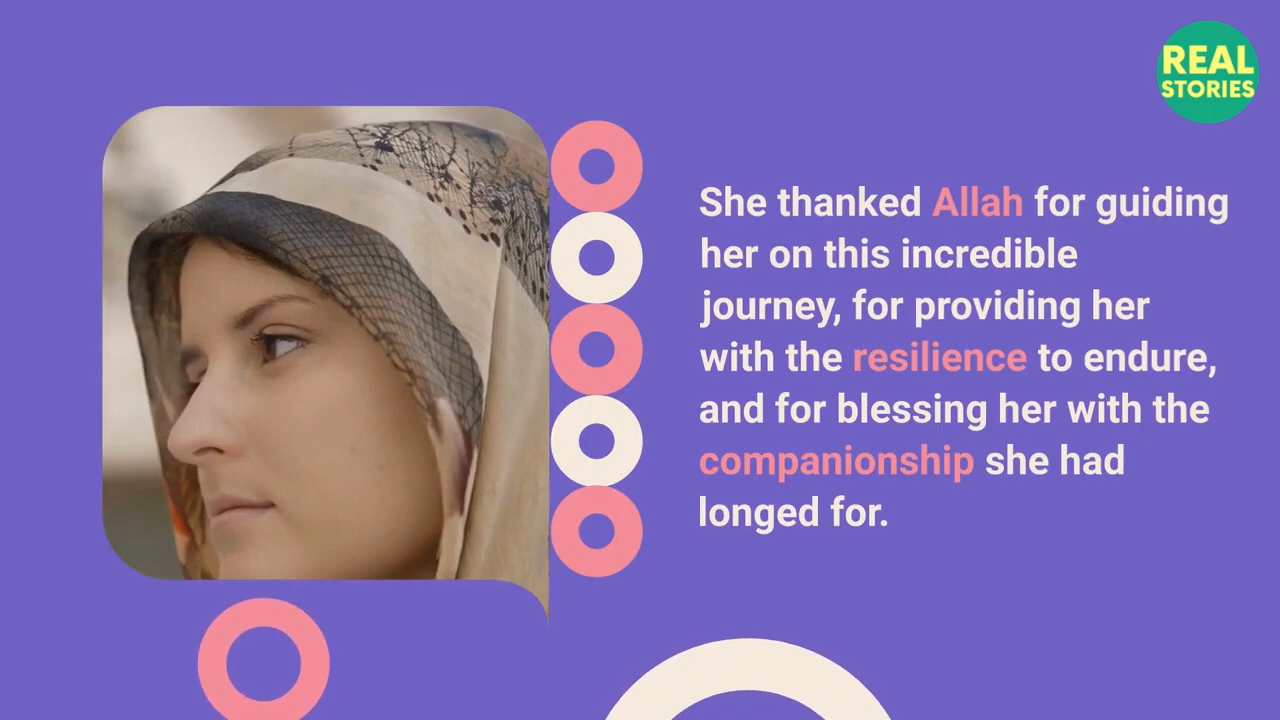 REAL
STORIES
She thanked Allah for guiding
her on this incredible
journey, for providing her
with the resilience to endure,
and for blessing her with the
companionship she had
longed for.